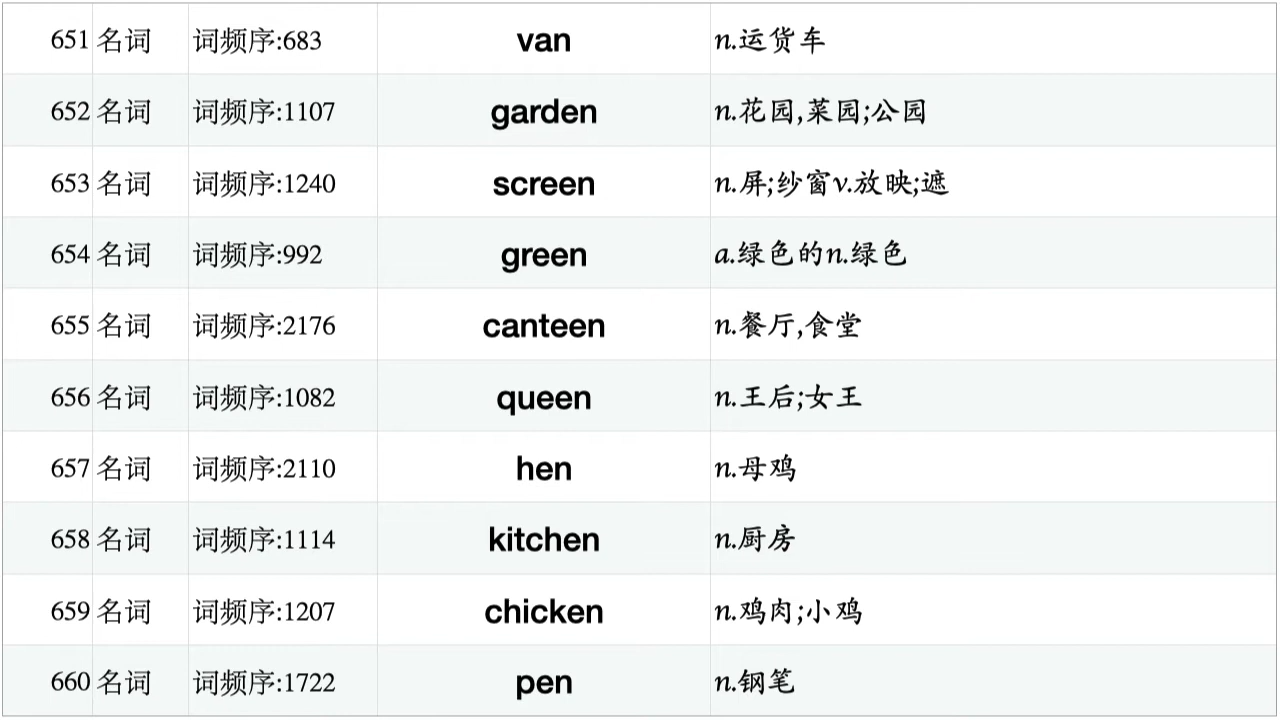 651 名词 词频序:683 van n.运货车
652 名词 词频序:1107 garden n.花园,菜园;公园
653 名词 词频序:1240 screen n.屏;纱窗v.放映;遮
654 名词 词频序:992 green a.绿色的n.绿色
655 名词 词频序:2176 canteen n.餐厅,食堂
656 名词 词频序:1082 queen n.王后;女王
657 名词 词频序:2110 hen n.母鸡
658 名词 词频序:1114 kitchen n.厨房
659 名词 词频序:1207 chicken n.鸡肉;小鸡
660 名词 词频序:1722 pen n.钢笔